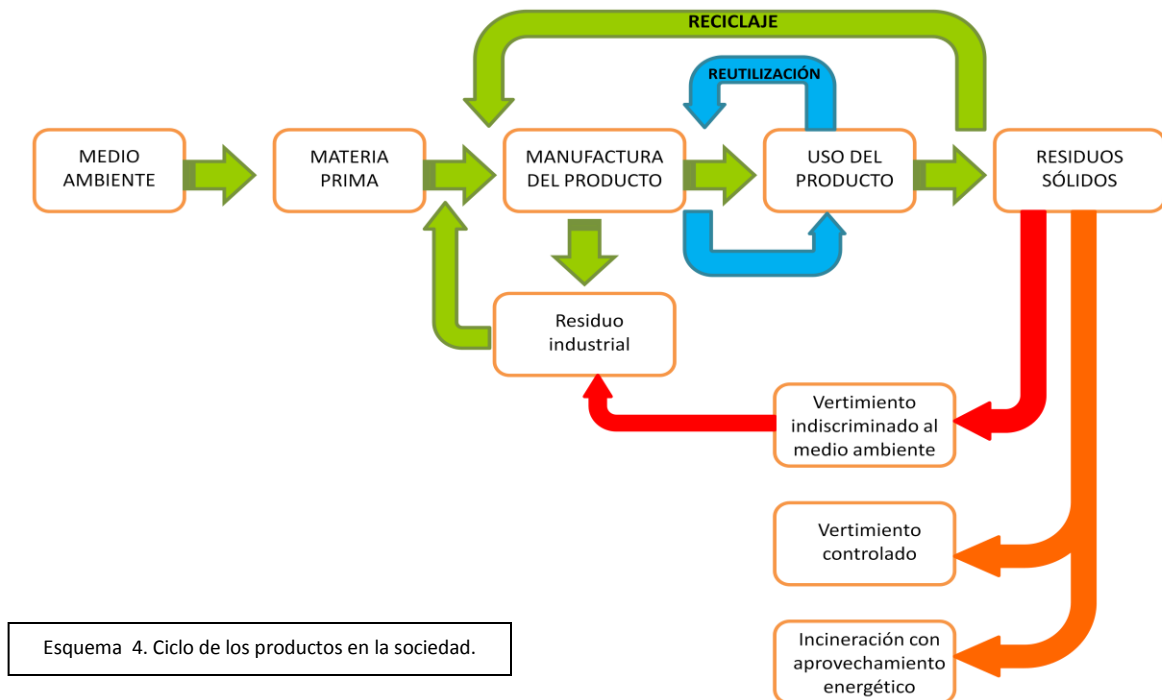 RECICLAJE
REUTILIZACIÓN
MEDIO
AMBIENTE
MATERIA
PRIMA
MANUFACTURA
DEL PRODUCTO
USO DEL
PRODUCTO
RESIDUOS
SÓLIDOS
Residuo
industrial
Vertimiento
indiscriminado al
medio ambiente
Vertimiento
controlado
Incineración con
aprovechamiento
energético
Esquema 4. Ciclo de los productos en la sociedad.